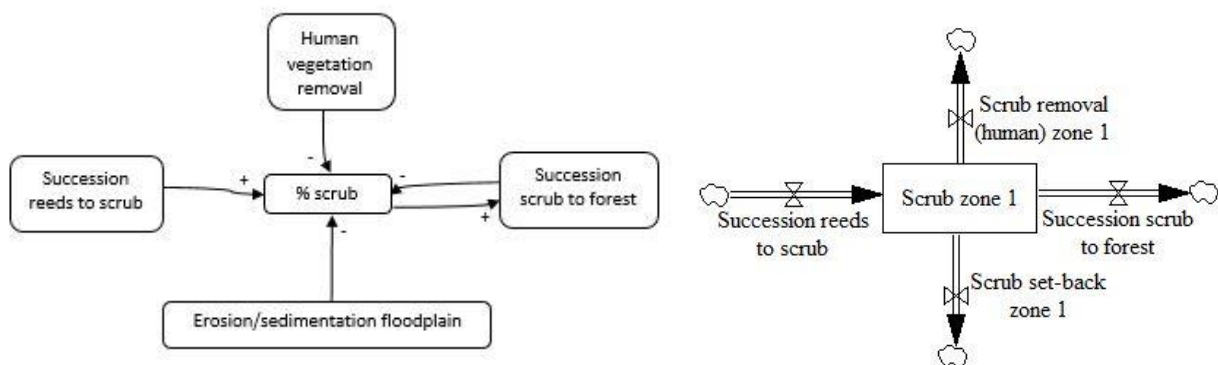 Human
vegetation
removal
-
Succession
reeds to scrub
+
% scrub
-
+
Succession
scrub to forest
-
Erosion/sedimentation floodplain
Scrub removal
(human) zone 1
Scrub zone 1
Succession reeds
to scrub
Succession scrub
to forest
Scrub set-back
zone 1